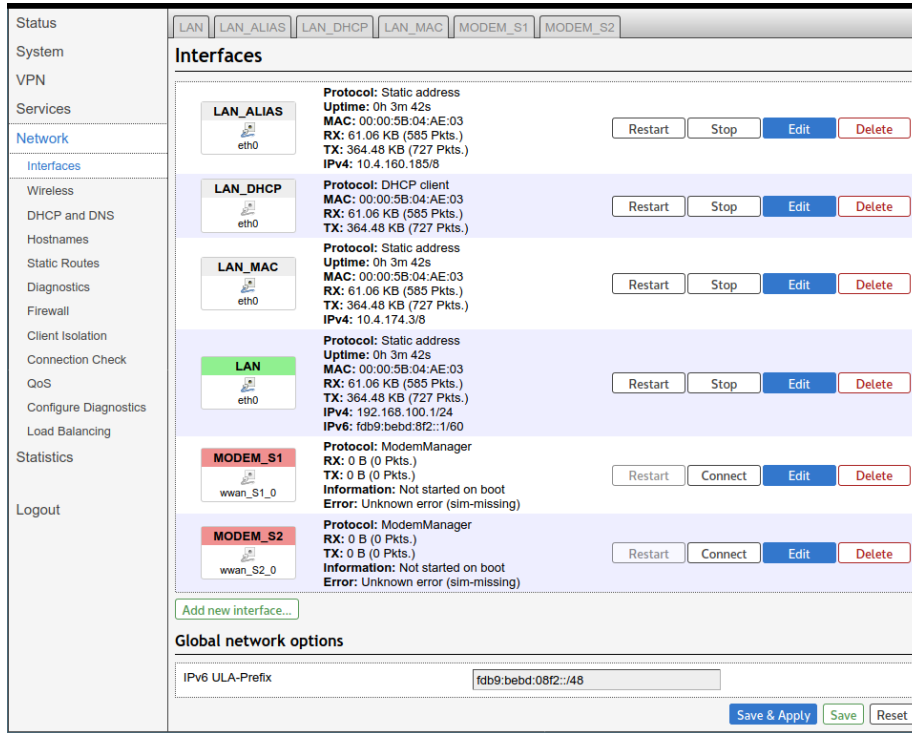 Status
System
VPN
Services
Network
Interfaces
Wireless
DHCP and DNS
Hostnames
Static Routes
Diagnostics
Firewall
Client Isolation
Connection Check
QoS
Configure Diagnostics
Load Balancing
Statistics
Logout
LAN LAN_ALIAS LAN_DHCP LAN_MAC MODEM_S1 MODEM_S2
Interfaces
LAN_ALIAS
eth0
Protocol: Static address
Uptime: 0h 3m 42s
MAC: 00:00:5B:04:AE:03
RX: 61.06 KB (585 Pkts.)
TX: 364.48 KB (727 Pkts.)
IPv4: 10.4.160.185/8
Restart Stop Edit Delete
LAN_DHCP
eth0
Protocol: DHCP client
MAC: 00:00:5B:04:AE:03
RX: 61.06 KB (585 Pkts.)
TX: 364.48 KB (727 Pkts.)
Restart Stop Edit Delete
LAN_MAC
eth0
Protocol: Static address
Uptime: 0h 3m 42s
MAC: 00:00:5B:04:AE:03
RX: 61.06 KB (585 Pkts.)
TX: 364.48 KB (727 Pkts.)
IPv4: 10.4.174.3/8
Restart Stop Edit Delete
LAN
eth0
Protocol: Static address
Uptime: 0h 3m 42s
MAC: 00:00:5B:04:AE:03
RX: 61.06 KB (585 Pkts.)
TX: 364.48 KB (727 Pkts.)
IPv4: 192.168.100.1/24
IPv6: fdb9:bebd:8f2::1/60
Restart Stop Edit Delete
MODEM_S1
wwan_S1_0
Protocol: ModemManager
RX: 0 B (0 Pkts.)
TX: 0 B (0 Pkts.)
Information: Not started on boot
Error: Unknown error (sim-missing)
Restart Connect Edit Delete
MODEM_S2
wwan_S2_0
Protocol: ModemManager
RX: 0 B (0 Pkts.)
TX: 0 B (0 Pkts.)
Information: Not started on boot
Error: Unknown error (sim-missing)
Restart Connect Edit Delete
Add new interface...
Global network options
IPv6 ULA-Prefix
fdb9:bebd:08f2::/48
Save & Apply Save Reset